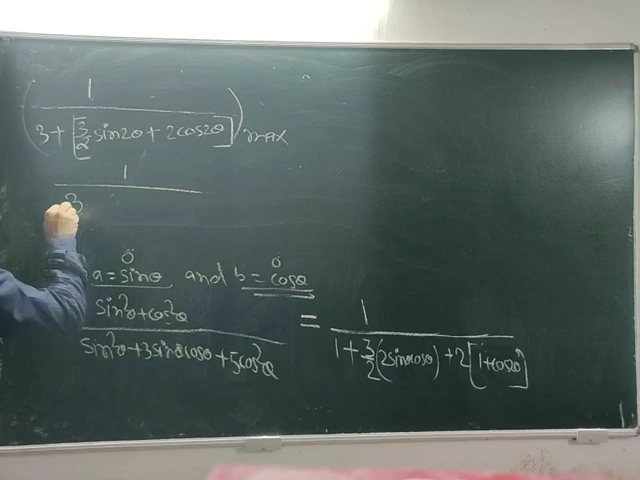 ( 1 / 3 + [3/2 sin2θ + 2cos2θ] ) max
1 / 3
a = sinθ and b = cosθ
sin²θ + cos²θ / sin²θ + 3sinθcosθ + 5cos²θ = 1 / 1 + 3/2 (2sinθcosθ) + 2[1+cos2θ]